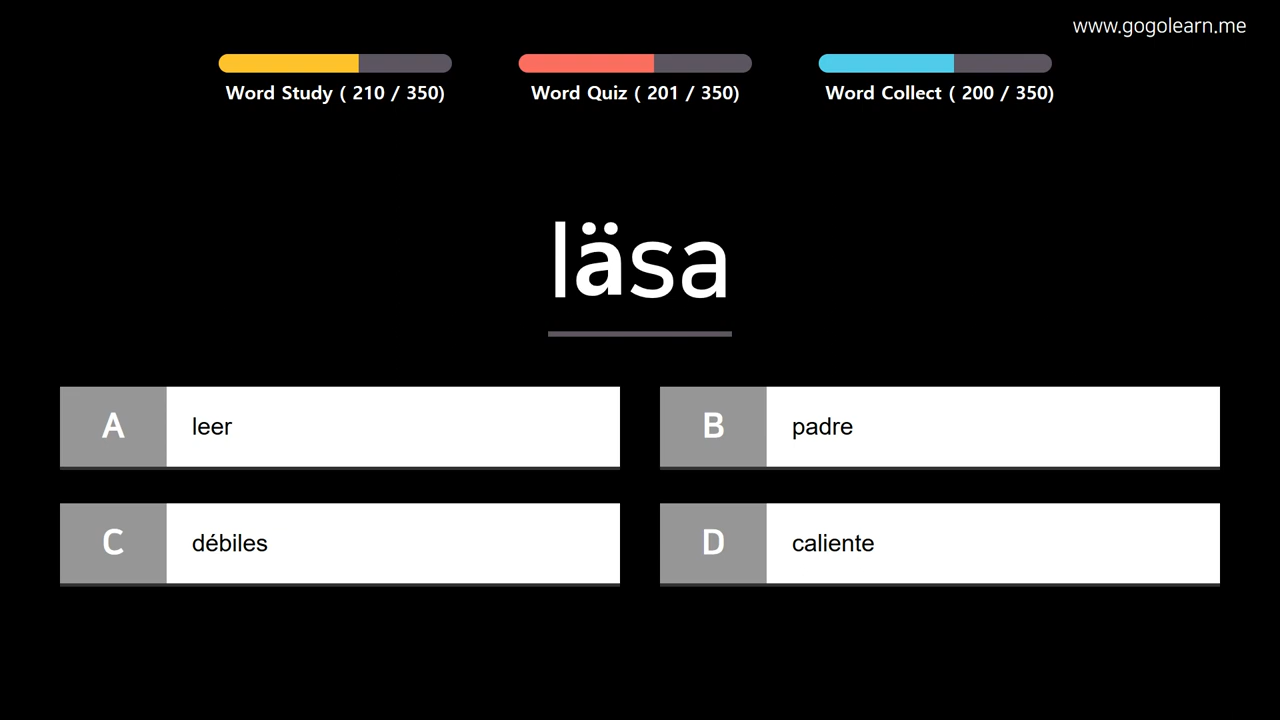 www.gogolearn.me
Word Study ( 210 / 350)
Word Quiz ( 201 / 350)
Word Collect ( 200 / 350)
läsa
A leer
B padre
C débiles
D caliente